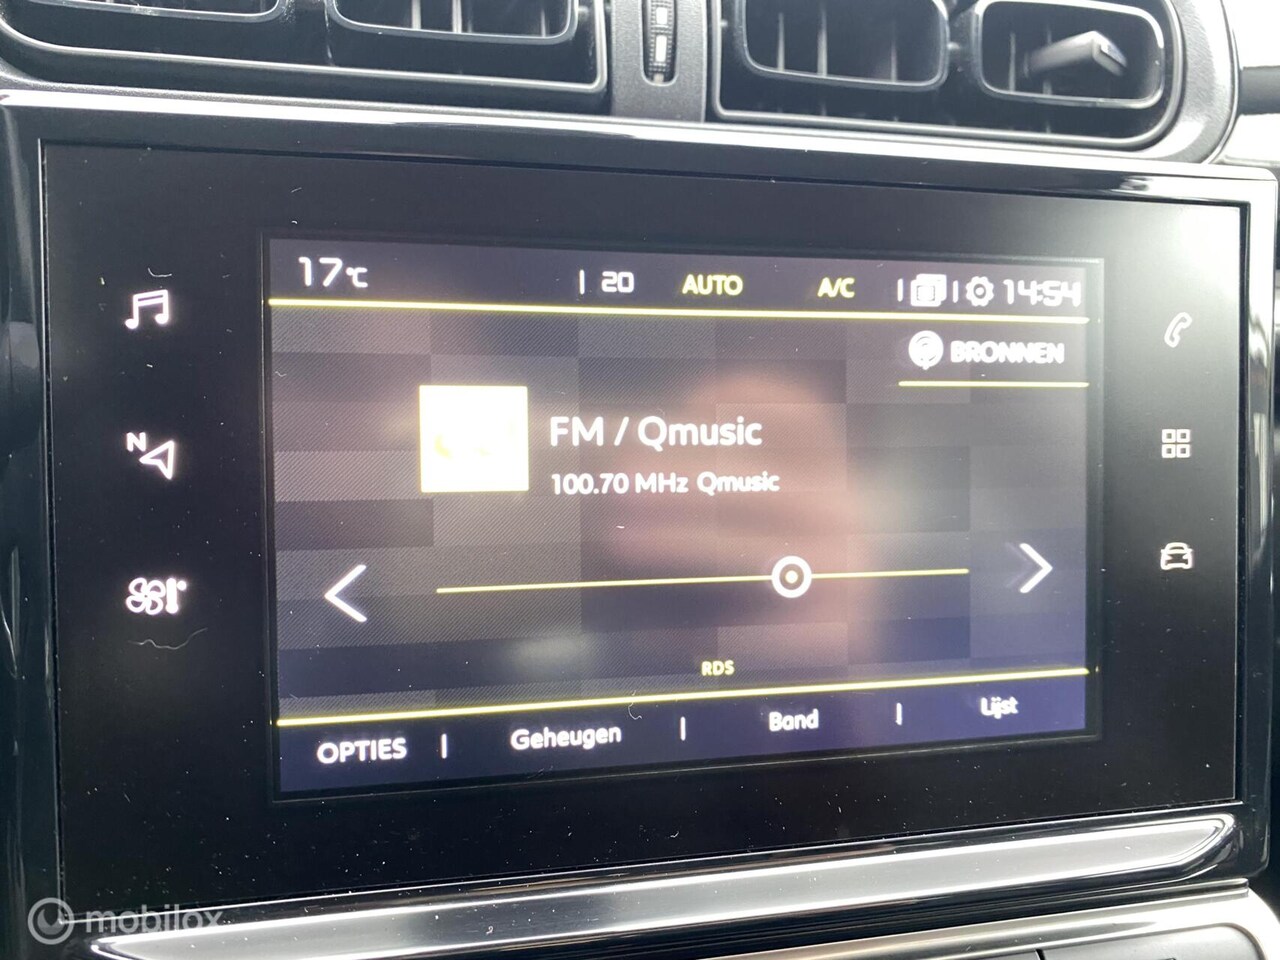 17°C | 20 AUTO A/C | | 14:54
BRONNEN
FM / Qmusic
100.70 MHz Qmusic
N
RDS
OPTIES | Geheugen | Band | Lijst
mobilox